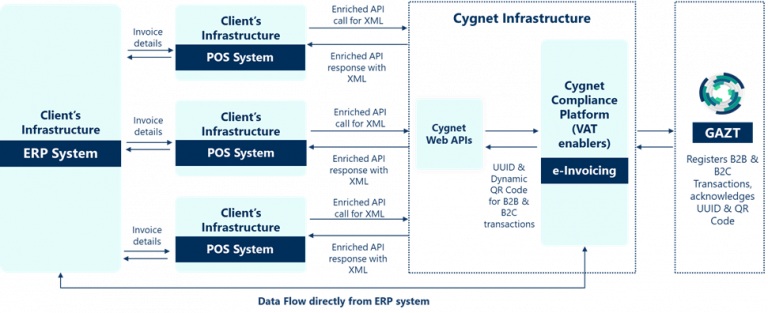 Client's
Infrastructure
ERP System
Invoice
details
Client's
Infrastructure
POS System
Enriched API
call for XML
Enriched API
response with
XML
Invoice
details
Client's
Infrastructure
POS System
Enriched API
call for XML
Enriched API
response with
XML
Invoice
details
Client's
Infrastructure
POS System
Enriched API
call for XML
Enriched API
response with
XML
Cygnet Infrastructure
Cygnet
Web APIs
UUID &
Dynamic
QR Code
for B2B &
B2C
transactions
Cygnet
Compliance
Platform
(VAT
enablers)
e-Invoicing
GAZT
Registers B2B &
B2C
Transactions,
acknowledges
UUID & QR
Code
Data Flow directly from ERP system